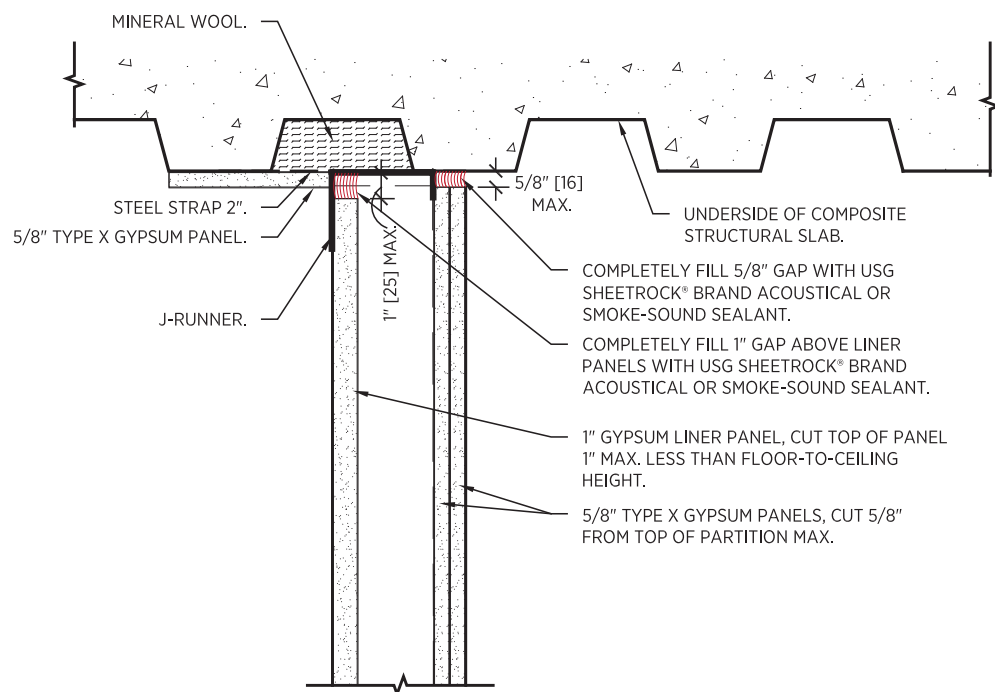 MINERAL WOOL.
STEEL STRAP 2".
5/8" TYPE X GYPSUM PANEL.
J-RUNNER.
1" [25] MAX.
5/8" [16]
MAX.
UNDERSIDE OF COMPOSITE
STRUCTURAL SLAB.
COMPLETELY FILL 5/8" GAP WITH USG
SHEETROCK® BRAND ACOUSTICAL OR
SMOKE-SOUND SEALANT.
COMPLETELY FILL 1" GAP ABOVE LINER
PANELS WITH USG SHEETROCK® BRAND
ACOUSTICAL OR SMOKE-SOUND SEALANT.
1" GYPSUM LINER PANEL, CUT TOP OF PANEL
1" MAX. LESS THAN FLOOR-TO-CEILING
HEIGHT.
5/8" TYPE X GYPSUM PANELS, CUT 5/8"
FROM TOP OF PARTITION MAX.